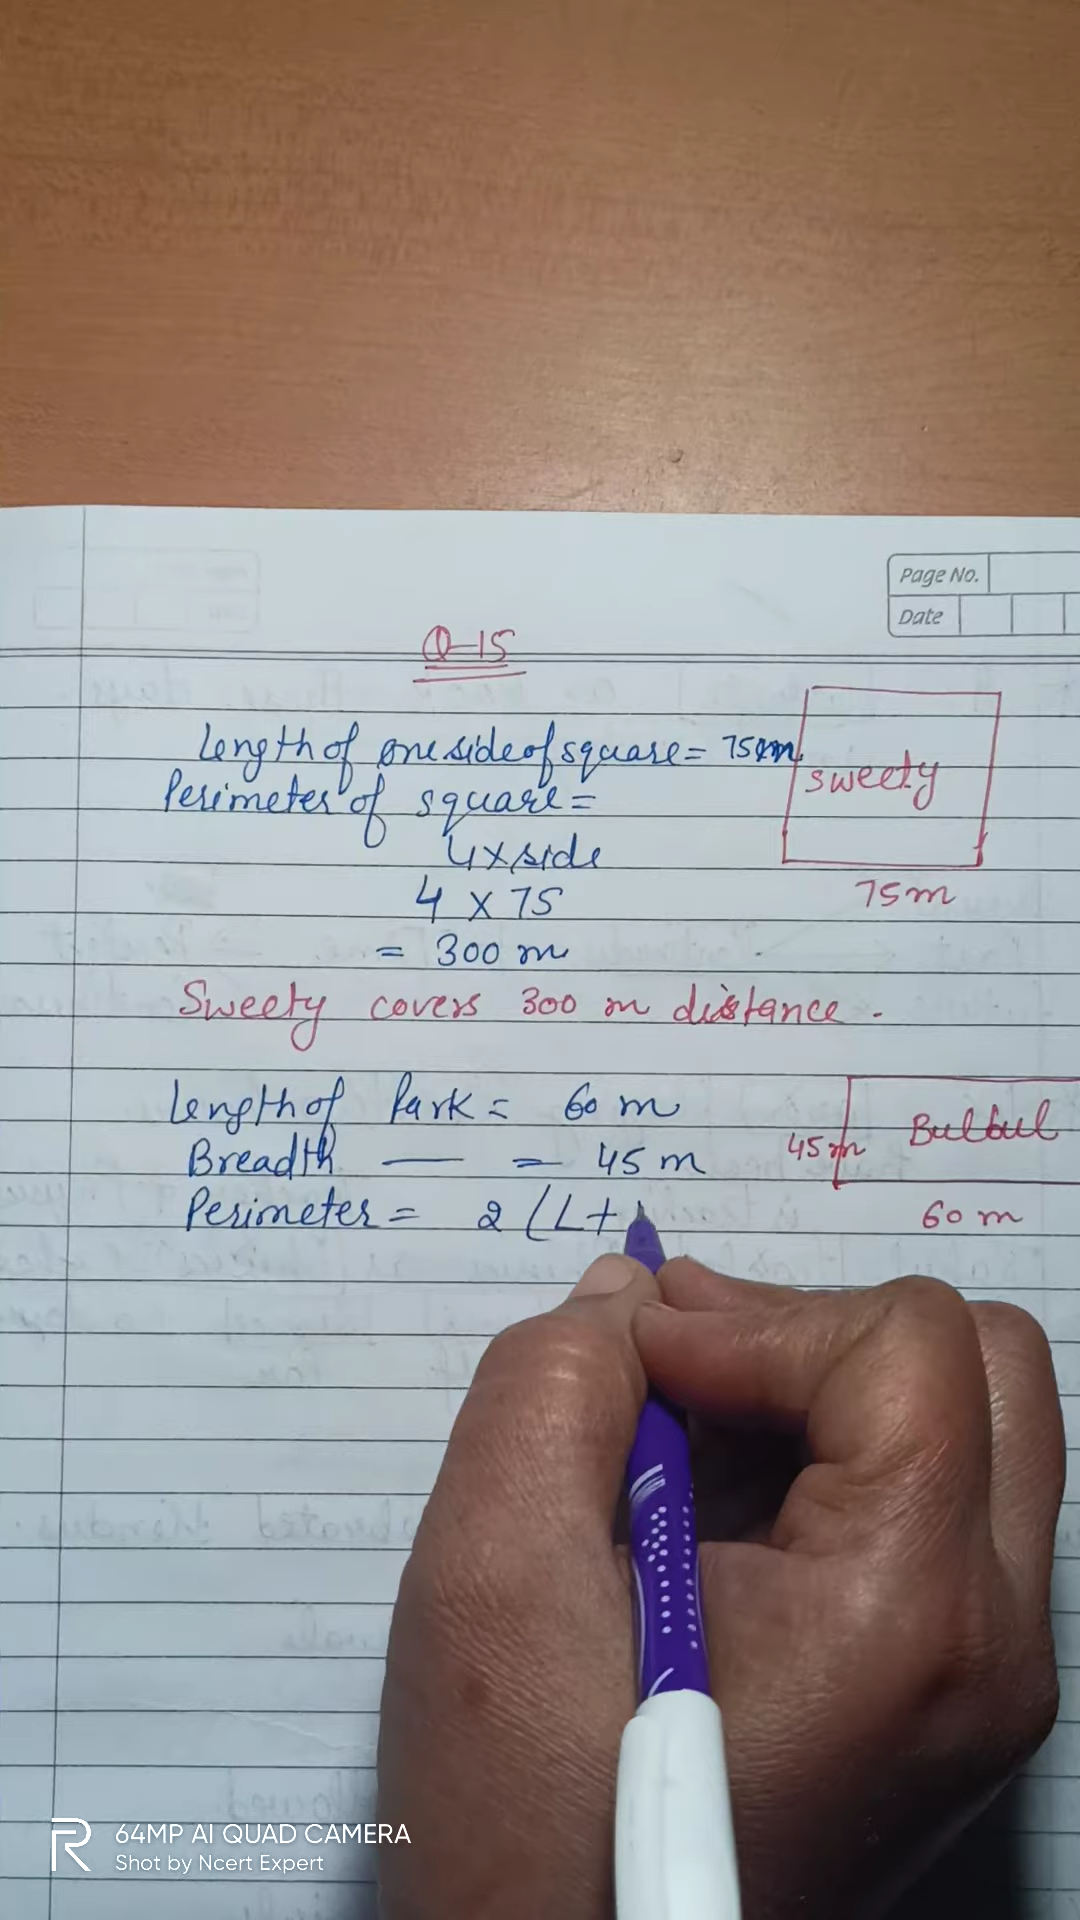 Page No.
Date
Q-15
Length of one side of square = 75 m
Perimeter of square =
4 × side
4 × 75
= 300 m
sweety
75 m
Sweety covers 300 m distance.
Length of Park = 60 m
Breadth — = 45 m
Perimeter = 2 (L +
45 m
Bulbul
60 m
64MP AI QUAD CAMERA
Shot by Ncert Expert